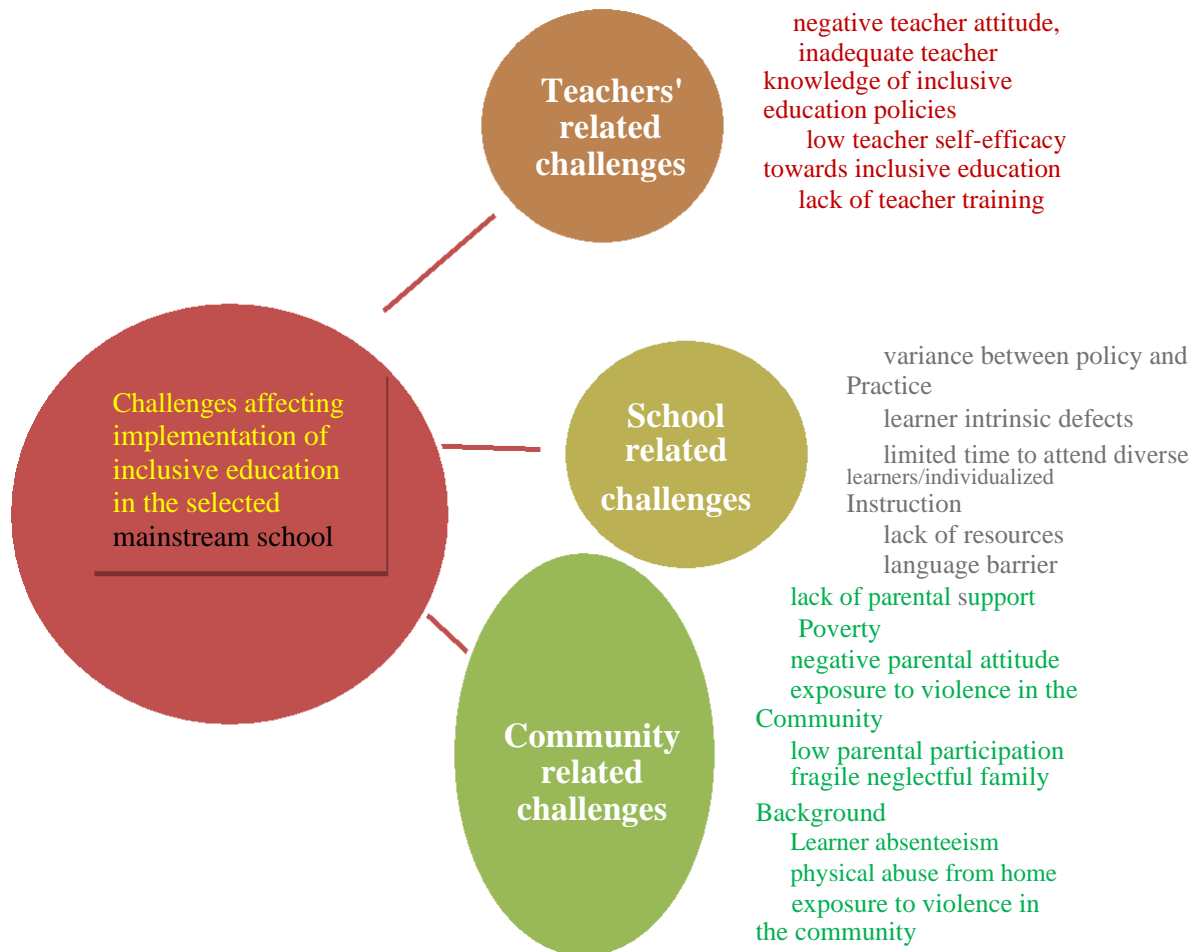 Teachers'
related
challenges
negative teacher attitude,
inadequate teacher
knowledge of inclusive
education policies
low teacher self-efficacy
towards inclusive education
lack of teacher training
Challenges affecting
implementation of
inclusive education
in the selected
mainstream school
School
related
challenges
variance between policy and
Practice
learner intrinsic defects
limited time to attend diverse
learners/individualized
Instruction
lack of resources
language barrier
Community
related
challenges
lack of parental support
Poverty
negative parental attitude
exposure to violence in the
Community
low parental participation
fragile neglectful family
Background
Learner absenteeism
physical abuse from home
exposure to violence in
the community